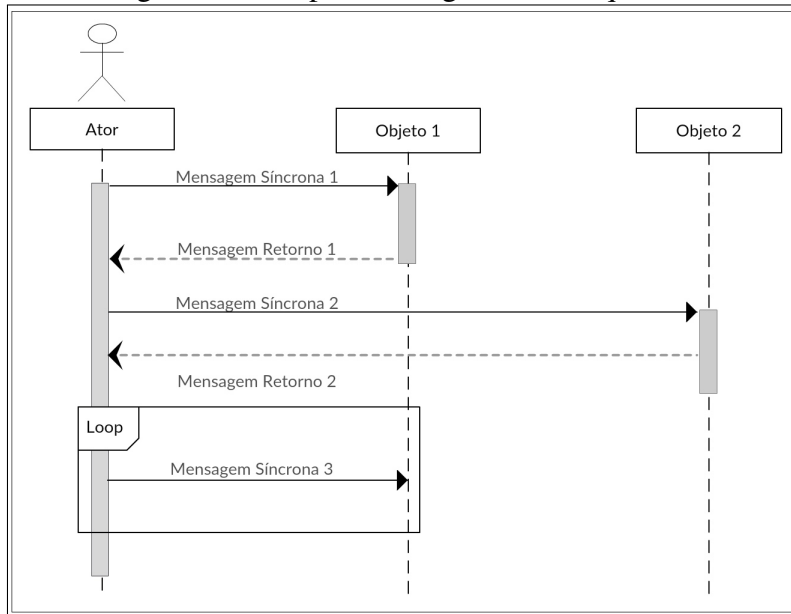 Ator
Objeto 1
Objeto 2
Mensagem Síncrona 1
Mensagem Retorno 1
Mensagem Síncrona 2
Mensagem Retorno 2
Loop
Mensagem Síncrona 3